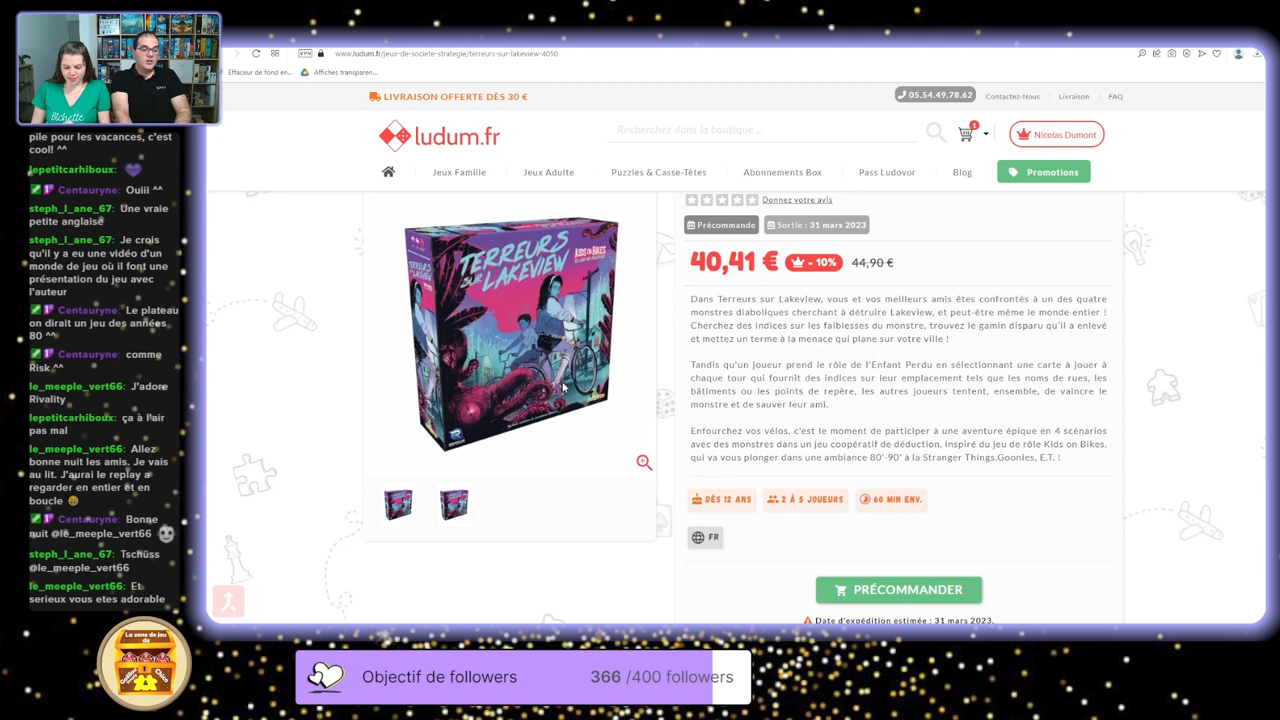 www.ludum.fr/jeux-de-societe-strategie/terreurs-sur-lakeview-4050
VPN
Effaceur de fond en...
Affiches transparen...
LIVRAISON OFFERTE DÈS 30 €
05.54.49.78.62
Contactez-Nous
Livraison
FAQ
ludum.fr
Recherchez dans la boutique ...
1
Nicolas Dumont
Jeux Famille
Jeux Adulte
Puzzles & Casse-Têtes
Abonnements Box
Pass Ludovor
Blog
Promotions
Donnez votre avis
Précommande
Sortie : 31 mars 2023
40,41 €
- 10%
44,90 €
Dans Terreurs sur Lakeview, vous et vos meilleurs amis êtes confrontés à un des quatre
monstres diaboliques cherchant à détruire Lakeview, et peut-être même le monde entier !
Cherchez des indices sur les faiblesses du monstre, trouvez le gamin disparu qu'il a enlevé
et mettez un terme à la menace qui plane sur votre ville !
Tandis qu'un joueur prend le rôle de l'Enfant Perdu en sélectionnant une carte à jouer à
chaque tour qui fournit des indices sur leur emplacement tels que les noms de rues, les
bâtiments ou les points de repère, les autres joueurs tentent, ensemble, de vaincre le
monstre et de sauver leur ami.
Enfourchez vos vélos, c'est le moment de participer à une aventure épique en 4 scénarios
avec des monstres dans un jeu coopératif de déduction, inspiré du jeu de rôle Kids on Bikes,
qui va vous plonger dans une ambiance 80'-90' à la Stranger Things,Goonies, E.T. !
DÈS 12 ANS
2 À 5 JOUEURS
60 MIN ENV.
FR
PRÉCOMMANDER
Date d'expédition estimée : 31 mars 2023.
TERREURS
SUR LAKEVIEW
KIDS ON BIKES
RENEGADE
Bichette
pile pour les vacances, c'est
cool! ^^
lepetitcarhiboux:
Centauryne: Ouiii ^^
steph_l_ane_67: Une vraie
petite anglaise
steph_l_ane_67: Je crois
qu'il y a eu une vidéo d'un
monde de jeu où il font une
présentation du jeu avec
l'auteur
Centauryne: Le plateau
on dirait un jeu des années
80 ^^
Centauryne: comme
Risk ^^
le_meeple_vert66: J'adore
Rivality
lepetitcarhiboux: ça à l'air
pas mal
le_meeple_vert66: Allez
bonne nuit les amis. Je vais
au lit. J'aurai le replay a
regarder en entier et en
boucle
Centauryne: Bonne
nuit @le_meeple_vert66
steph_l_ane_67: Tschüss
@le_meeple_vert66
le_meeple_vert66: Et
serieux vous etes adorable
La zone de jeu
de
Chico
Objectif de followers
366 /400 followers